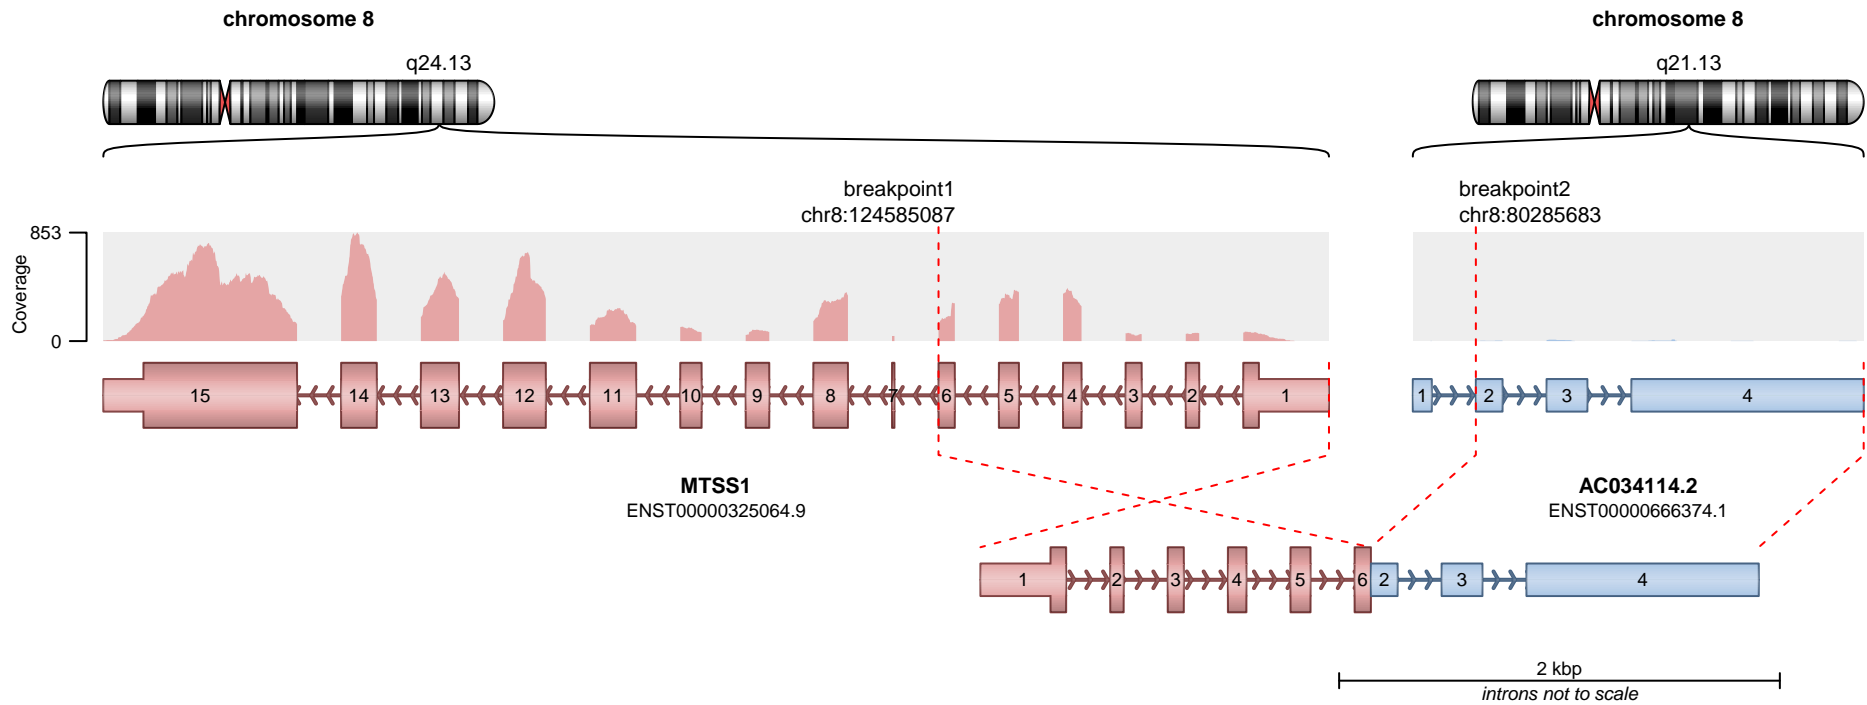 chromosome 8
chromosome 8
q24.13
q21.13
breakpoint1
chr8:124585087
breakpoint2
chr8:80285683
853
0
Coverage
15 14 13 12 11 10 9 8 7 6 5 4 3 2 1
1 2 3 4
MTSS1
ENST00000325064.9
AC034114.2
ENST00000666374.1
1 2 3 4 5 6 2 3 4
2 kbp
introns not to scale